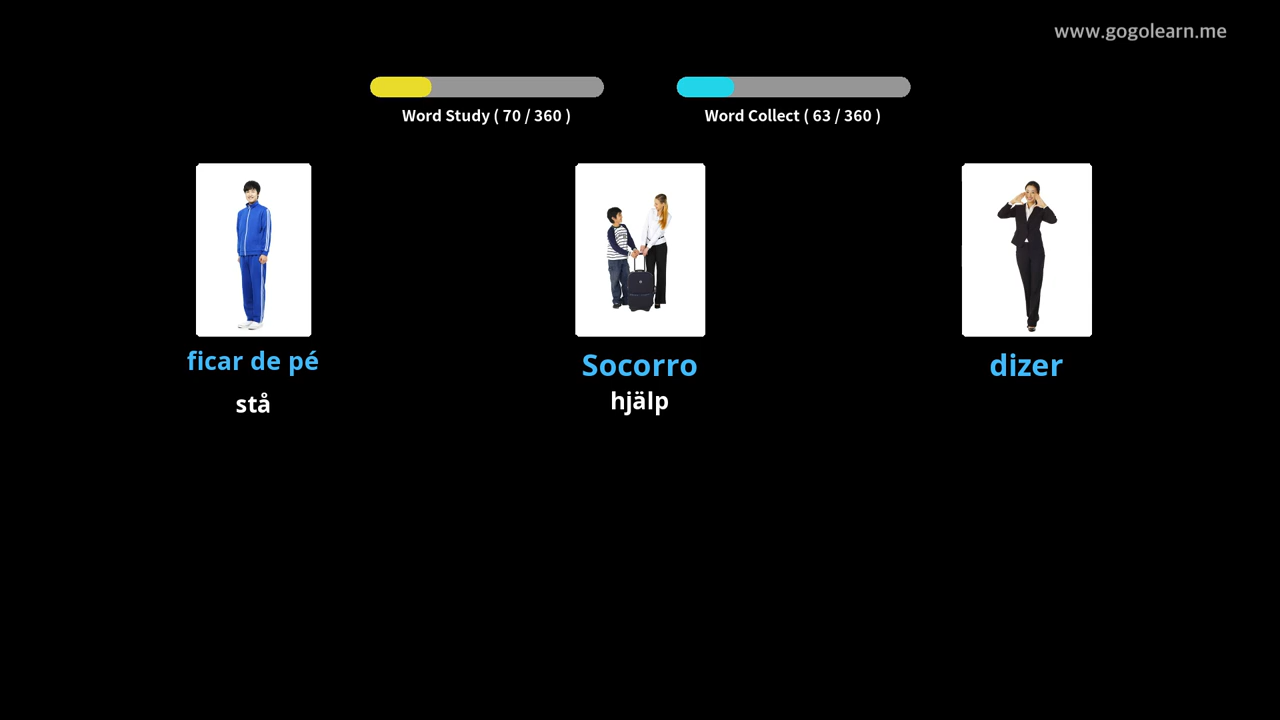 www.gogolearn.me
Word Study ( 70 / 360 )
Word Collect ( 63 / 360 )
ficar de pé
Socorro
dizer
stå
hjälp